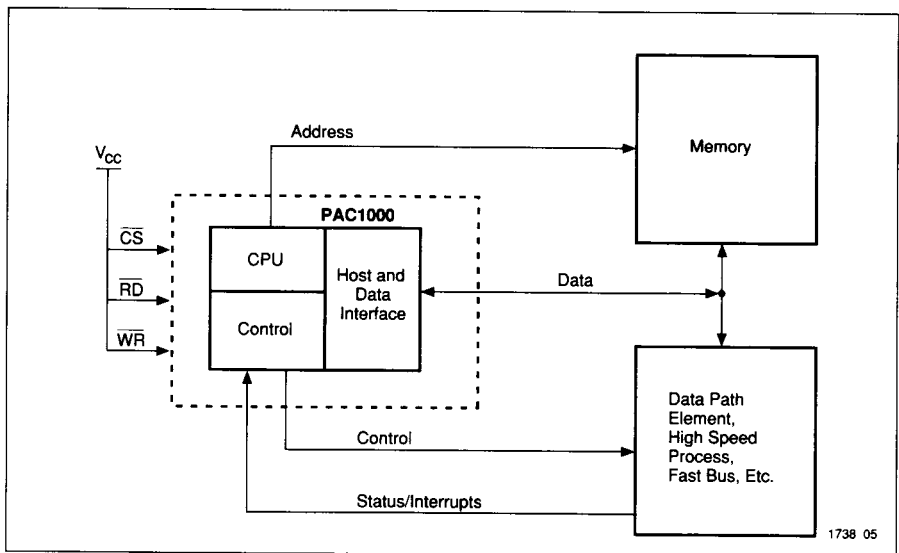 Address
Memory
VCC
PAC1000
CS
CPU
Host and
Data
Interface
Data
RD
Control
WR
Data Path
Element,
High Speed
Process,
Fast Bus, Etc.
Control
Status/Interrupts
1738 05